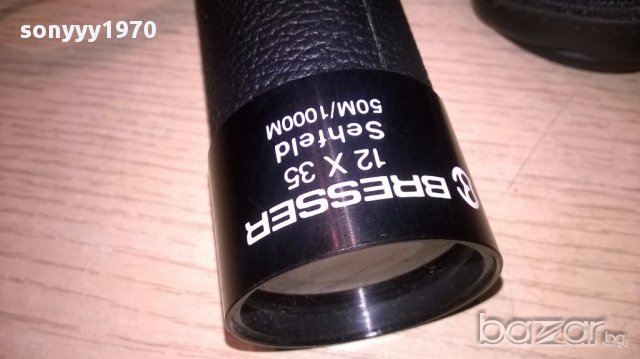 sonyyy1970
BRESSER
12 X 35
Sehfeld
50M/1000M
bazar.bg